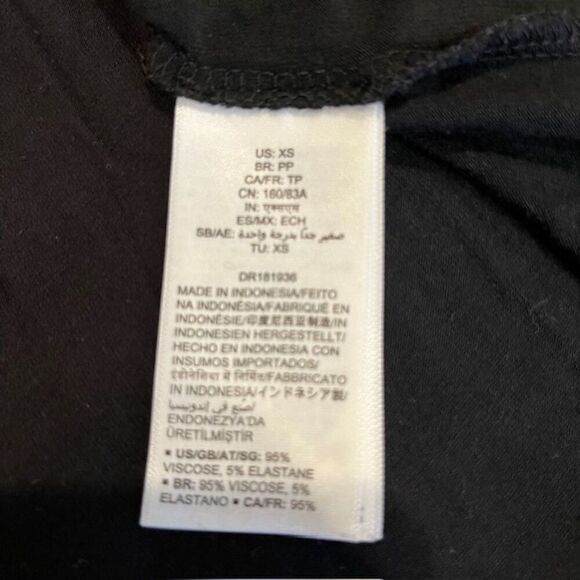 US: XS
BR: PP
CA/FR: TP
CN: 160/83A
IN: एक्सएस
ES/MX: ECH
SB/AE: صغير جدًا بدرجة واحدة
TU: XS
DR181936
MADE IN INDONESIA/FEITO
NA INDONÉSIA/FABRIQUÉ EN
INDONÉSIE/印度尼西亚制造/IN
INDONESIEN HERGESTELLT/
HECHO EN INDONESIA CON
INSUMOS IMPORTADOS/
इंडोनेशिया में निर्मित/FABBRICATO
IN INDONESIA/インドネシア製/
صنع في إندونيسيا/
ENDONEZYA'DA
ÜRETİLMİŞTİR
▪ US/GB/AT/SG: 95%
VISCOSE, 5% ELASTANE
▪ BR: 95% VISCOSE, 5%
ELASTANO ▪ CA/FR: 95%